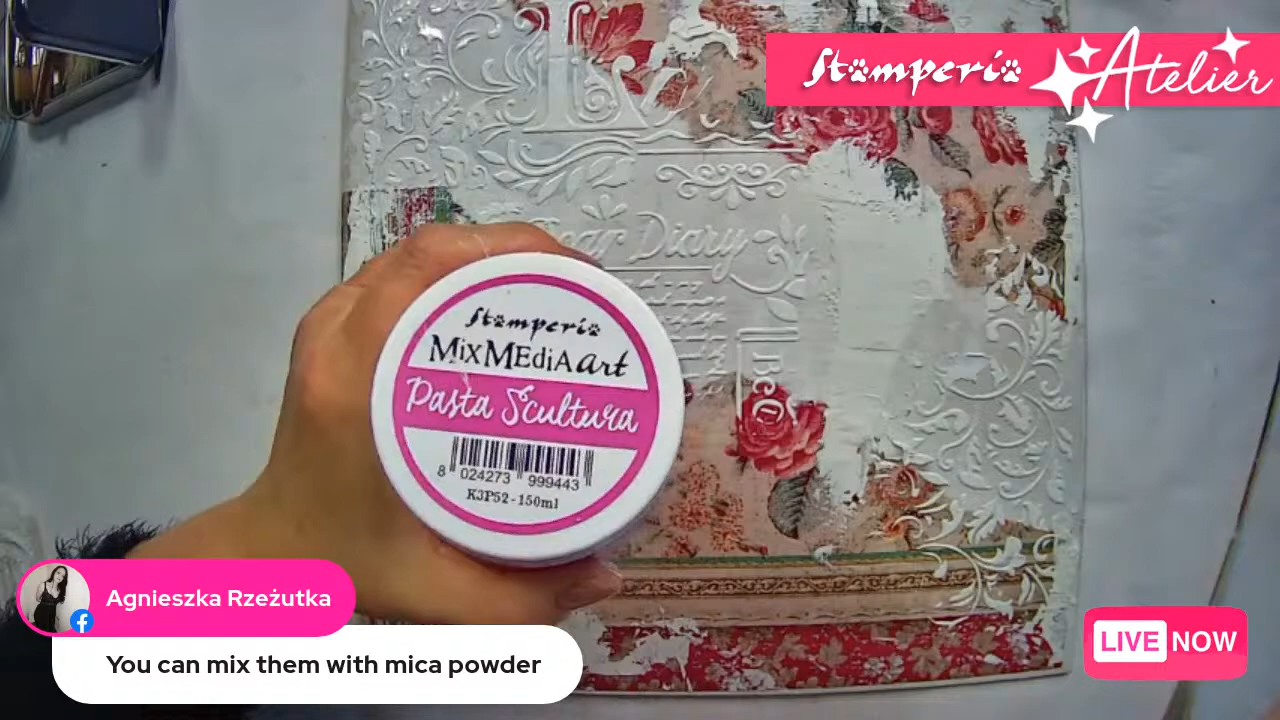 Stamperia Atelier
Dear Diary
Stamperia
MixMEdiAart
Pasta Scultura
8 024273 999443
K3P52-150ml
Agnieszka Rzeżutka
You can mix them with mica powder
LIVE NOW